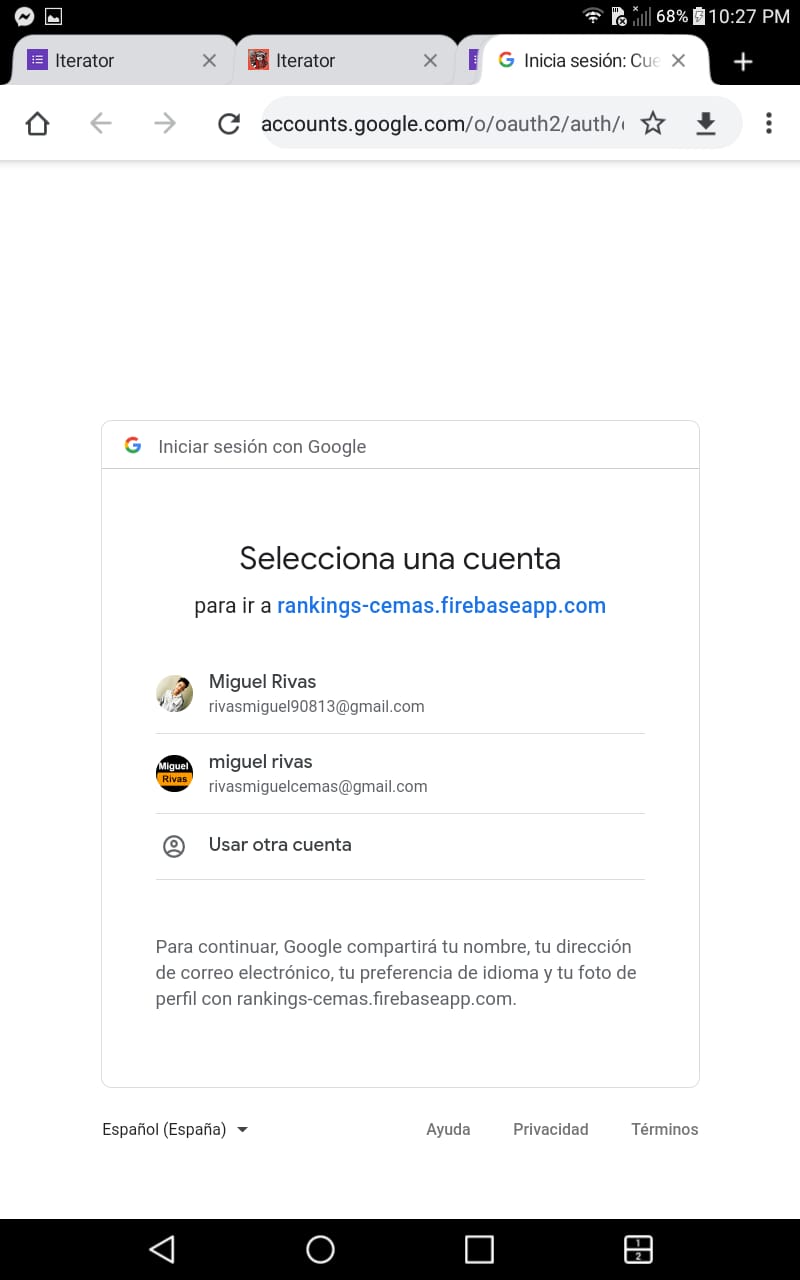 68% 10:27 PM
Iterator
Iterator
Inicia sesión: Cue
accounts.google.com/o/oauth2/auth/
Iniciar sesión con Google
Selecciona una cuenta
para ir a rankings-cemas.firebaseapp.com
Miguel Rivas
rivasmiguel90813@gmail.com
Miguel
Rivas
miguel rivas
rivasmiguelcemas@gmail.com
Usar otra cuenta
Para continuar, Google compartirá tu nombre, tu dirección
de correo electrónico, tu preferencia de idioma y tu foto de
perfil con rankings-cemas.firebaseapp.com.
Español (España)
Ayuda
Privacidad
Términos
1
2